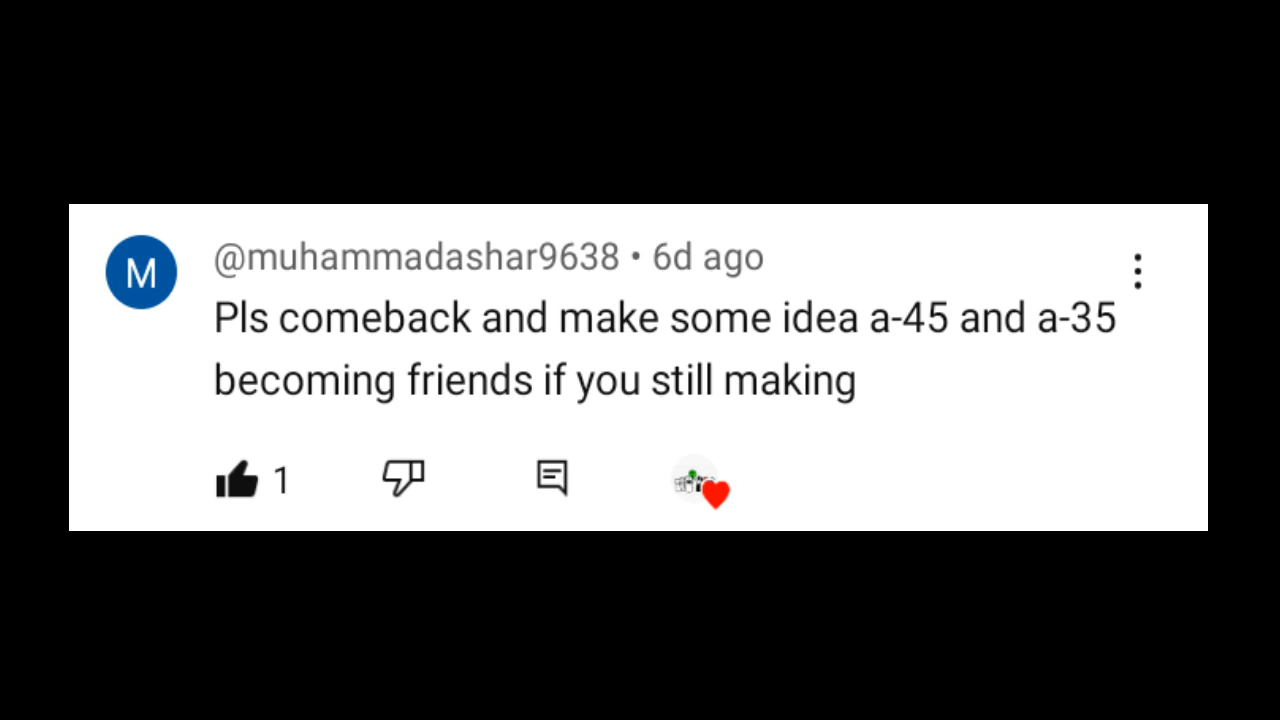 M
@muhammadashar9638 • 6d ago
Pls comeback and make some idea a-45 and a-35
becoming friends if you still making
1